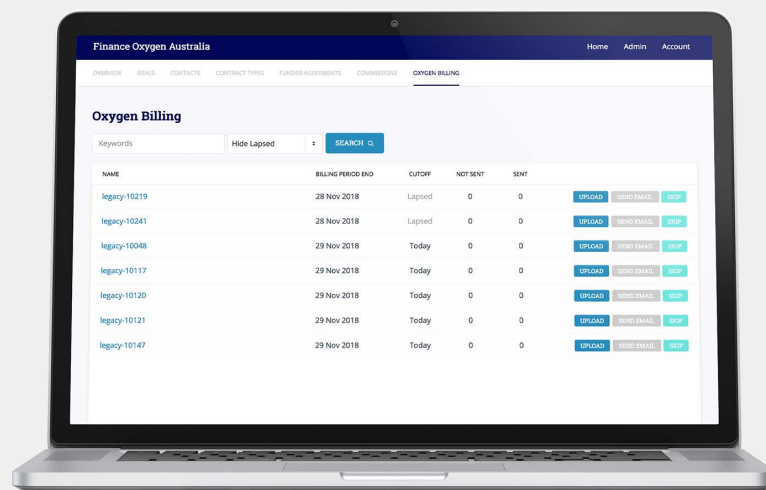 Finance Oxygen Australia Home Admin Account
OVERVIEW DEALS CONTACTS CONTRACT TYPES FUNDER AGREEMENTS COMMISSIONS OXYGEN BILLING
Oxygen Billing
Keywords Hide Lapsed SEARCH
NAME BILLING PERIOD END CUTOFF NOT SENT SENT
legacy-10219 28 Nov 2018 Lapsed 0 0 UPLOAD SEND EMAIL SKIP
legacy-10241 28 Nov 2018 Lapsed 0 0 UPLOAD SEND EMAIL SKIP
legacy-10048 29 Nov 2018 Today 0 0 UPLOAD SEND EMAIL SKIP
legacy-10117 29 Nov 2018 Today 0 0 UPLOAD SEND EMAIL SKIP
legacy-10120 29 Nov 2018 Today 0 0 UPLOAD SEND EMAIL SKIP
legacy-10121 29 Nov 2018 Today 0 0 UPLOAD SEND EMAIL SKIP
legacy-10147 29 Nov 2018 Today 0 0 UPLOAD SEND EMAIL SKIP